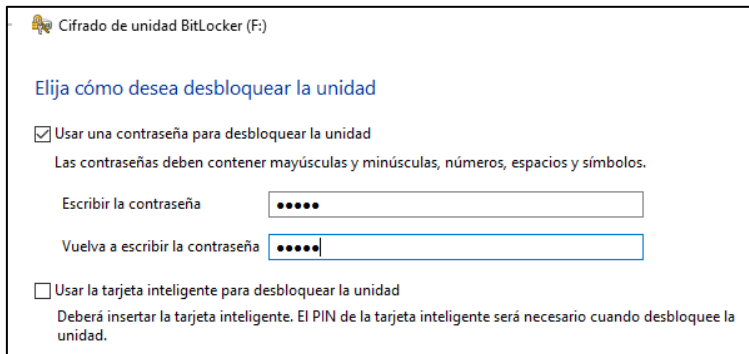 Cifrado de unidad BitLocker (F:)
Elija cómo desea desbloquear la unidad
Usar una contraseña para desbloquear la unidad
Las contraseñas deben contener mayúsculas y minúsculas, números, espacios y símbolos.
Escribir la contraseña •••••
Vuelva a escribir la contraseña •••••
Usar la tarjeta inteligente para desbloquear la unidad
Deberá insertar la tarjeta inteligente. El PIN de la tarjeta inteligente será necesario cuando desbloquee la
unidad.